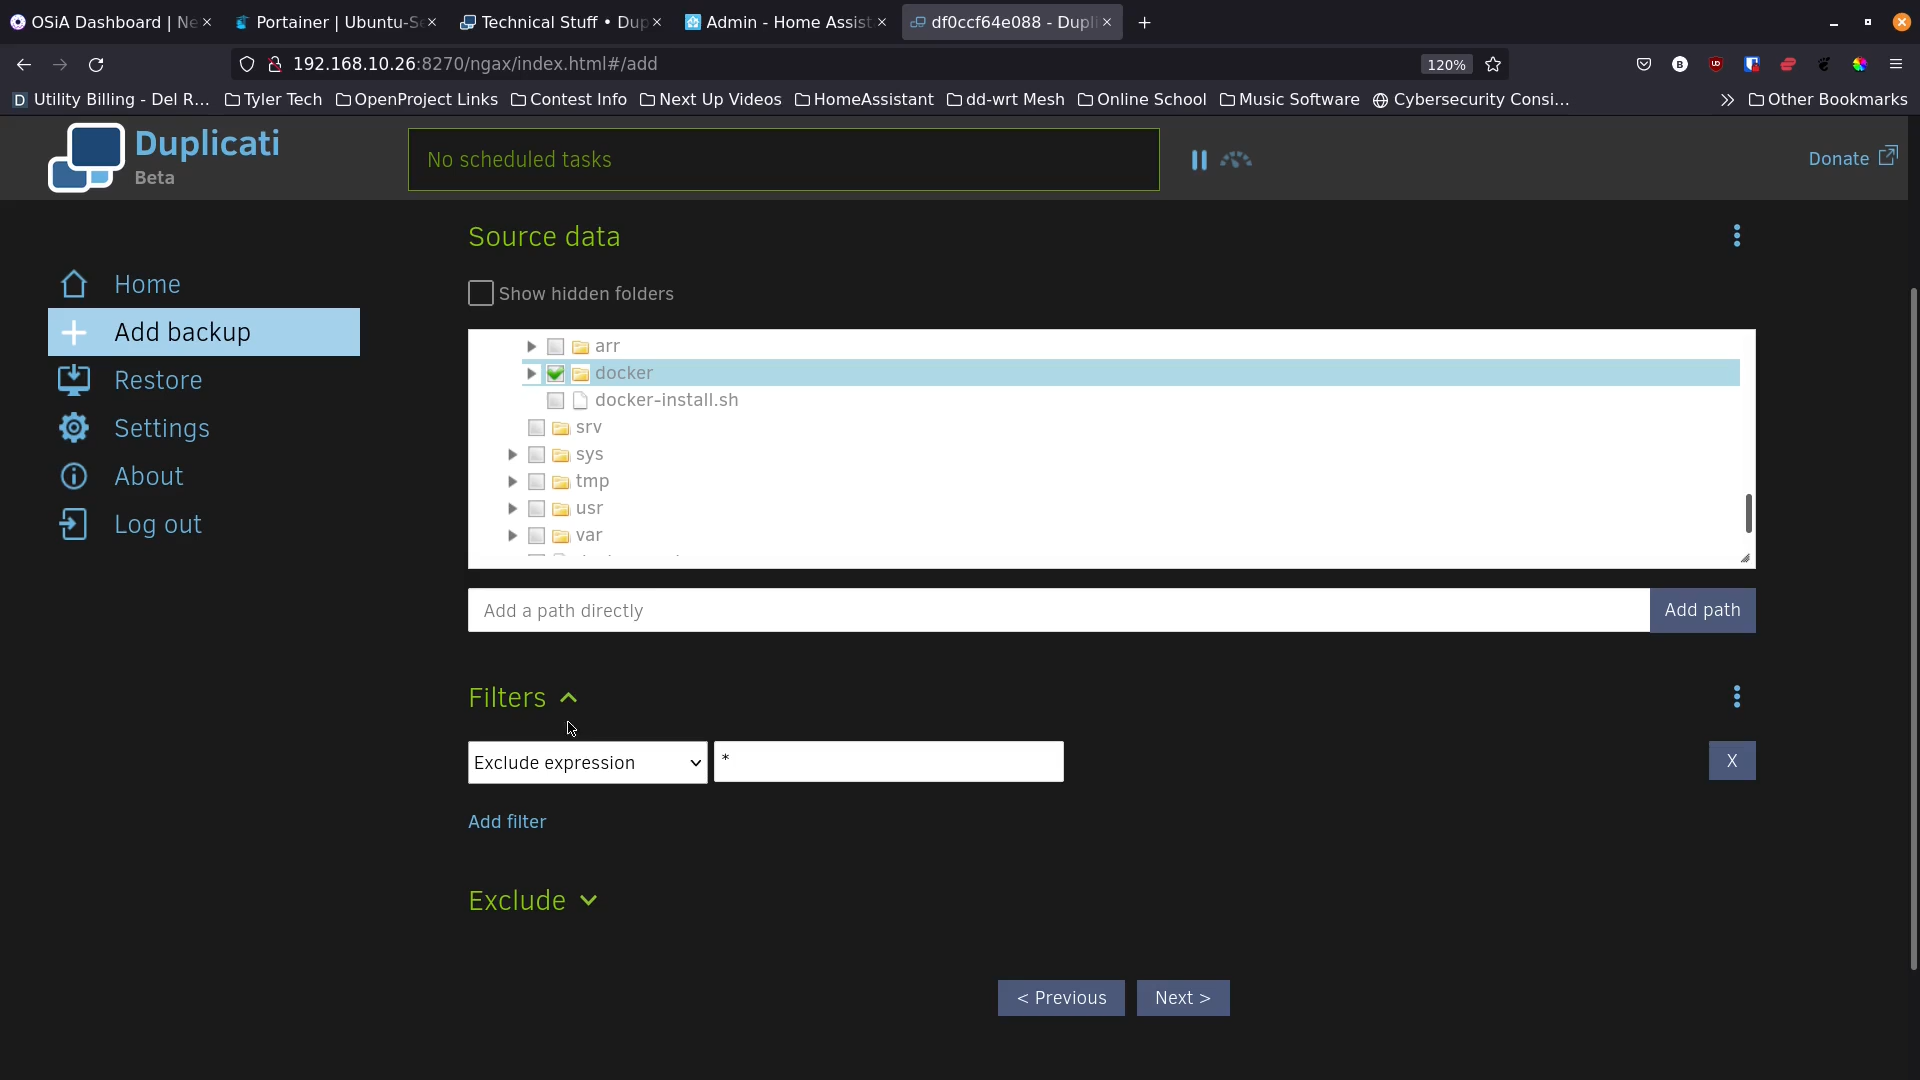 OSiA Dashboard | Ne
Portainer | Ubuntu-Se
Technical Stuff • Dup
Admin - Home Assist
df0ccf64e088 - Dupli
192.168.10.26:8270/ngax/index.html#/add
120%
Utility Billing - Del R...
Tyler Tech
OpenProject Links
Contest Info
Next Up Videos
HomeAssistant
dd-wrt Mesh
Online School
Music Software
Cybersecurity Consi...
Other Bookmarks
Duplicati
Beta
No scheduled tasks
Donate
Home
Add backup
Restore
Settings
About
Log out
Source data
Show hidden folders
arr
docker
docker-install.sh
srv
sys
tmp
usr
var
Add a path directly
Add path
Filters
Exclude expression
*
X
Add filter
Exclude
< Previous
Next >